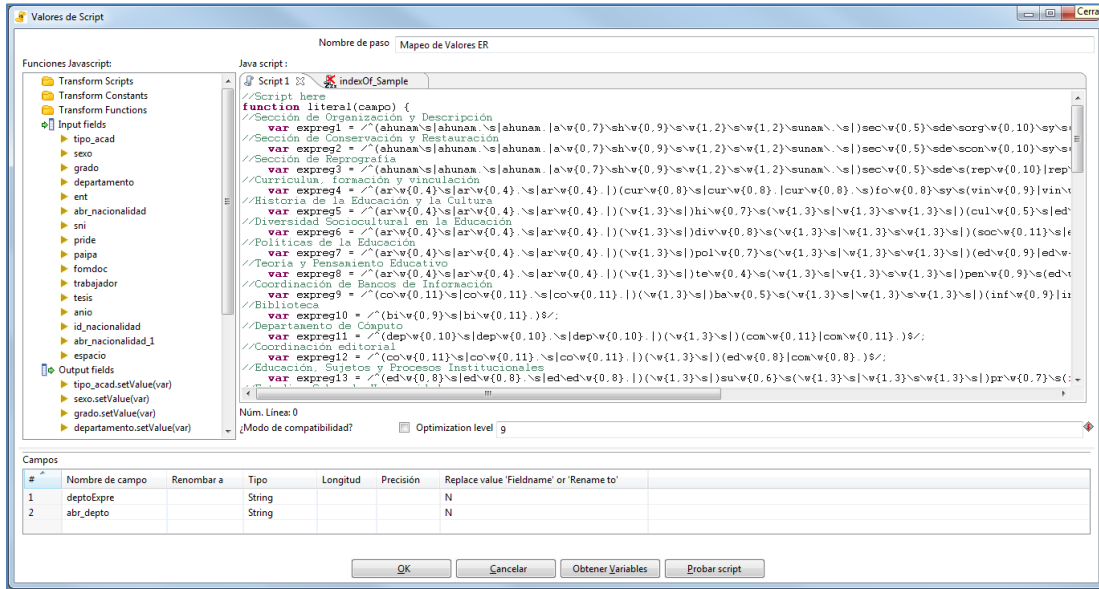 Valores de Script
Cerra
Nombre de paso Mapeo de Valores ER
Funciones Javascript:
Transform Scripts
Transform Constants
Transform Functions
Input fields
tipo_acad
sexo
grado
departamento
ent
abr_nacionalidad
sni
pride
paipa
fomdoc
trabajador
tesis
anio
id_nacionalidad
abr_nacionalidad_1
espacio
Output fields
tipo_acad.setValue(var)
sexo.setValue(var)
grado.setValue(var)
departamento.setValue(var)
Java script :
Script 1 indexOf_Sample
//Script here
function literal(campo) {
//Sección de Organización y Descripción
var expreg1 = /^(ahunam\s|ahunam.\s|ahunam.|a\w{0,7}\sh\w{0,9}\s\w{1,2}\s\w{1,2}\sunam\.\s|)sec\w{0,5}\sde\sorg\w{0,10}\sy\s
//Sección de Conservación y Restauración
var expreg2 = /^(ahunam\s|ahunam.\s|ahunam.|a\w{0,7}\sh\w{0,9}\s\w{1,2}\s\w{1,2}\sunam\.\s|)sec\w{0,5}\sde\scon\w{0,10}\sy\s
//Sección de Reprografía
var expreg3 = /^(ahunam\s|ahunam.\s|ahunam.|a\w{0,7}\sh\w{0,9}\s\w{1,2}\s\w{1,2}\sunam\.\s|)sec\w{0,5}\sde\s(rep\w{0,10}|rep
//Curriculum, formación y vinculación
var expreg4 = /^(ar\w{0,4}\s|ar\w{0,4}.\s|ar\w{0,4}.|)(cur\w{0,8}\s|cur\w{0,8}.|cur\w{0,8}.\s)fo\w{0,8}\sy\s(vin\w{0,9}|vin\
//Historia de la Educación y la Cultura
var expreg5 = /^(ar\w{0,4}\s|ar\w{0,4}.\s|ar\w{0,4}.|)(\w{1,3}\s|)hi\w{0,7}\s(\w{1,3}\s|\w{1,3}\s\w{1,3}\s|)(cul\w{0,5}\s|ed
//Diversidad Sociocultural en la Educación
var expreg6 = /^(ar\w{0,4}\s|ar\w{0,4}.\s|ar\w{0,4}.|)(\w{1,3}\s|)div\w{0,8}\s(\w{1,3}\s|\w{1,3}\s\w{1,3}\s|)(soc\w{0,11}\s|
//Políticas de la Educación
var expreg7 = /^(ar\w{0,4}\s|ar\w{0,4}.\s|ar\w{0,4}.|)(\w{1,3}\s|)pol\w{0,7}\s(\w{1,3}\s|\w{1,3}\s\w{1,3}\s|)(ed\w{0,9}|ed\w
//Teoria y Pensamiento Educativo
var expreg8 = /^(ar\w{0,4}\s|ar\w{0,4}.\s|ar\w{0,4}.|)(\w{1,3}\s|)te\w{0,4}\s(\w{1,3}\s|\w{1,3}\s\w{1,3}\s|)pen\w{0,9}\s(ed\
//Coordinación de Bancos de Información
var expreg9 = /^(co\w{0,11}\s|co\w{0,11}.\s|co\w{0,11}.|)(\w{1,3}\s|)ba\w{0,5}\s(\w{1,3}\s|\w{1,3}\s\w{1,3}\s|)(inf\w{0,9}|i
//Biblioteca
var expreg10 = /^(bi\w{0,9}\s|bi\w{0,11}.)$/;
//Departamento de Cómputo
var expreg11 = /^(dep\w{0,10}\s|dep\w{0,10}.\s|dep\w{0,10}.|)(\w{1,3}\s|)(com\w{0,11}|com\w{0,11}.)$/;
//Coordinación editorial
var expreg12 = /^(co\w{0,11}\s|co\w{0,11}.\s|co\w{0,11}.|)(\w{1,3}\s|)(ed\w{0,8}|com\w{0,8}.)$/;
//Educación, Sujetos y Procesos Institucionales
var expreg13 = /^(ed\w{0,8}\s|ed\w{0,8}.\s|ed\ed\w{0,8}.|)(\w{1,3}\s|)su\w{0,6}\s(\w{1,3}\s|\w{1,3}\s\w{1,3}\s|)pr\w{0,7}\s(
Núm. Línea: 0
¿Modo de compatibilidad? Optimization level 9
Campos
# Nombre de campo Renombar a Tipo Longitud Precisión Replace value 'Fieldname' or 'Rename to'
1 deptoExpre String N
2 abr_depto String N
OK Cancelar Obtener Variables Probar script